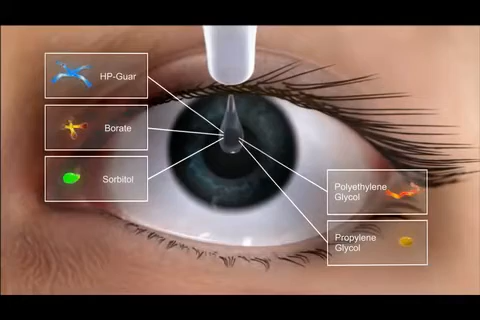 HP-Guar
Borate
Sorbitol
Polyethylene
Glycol
Propylene
Glycol